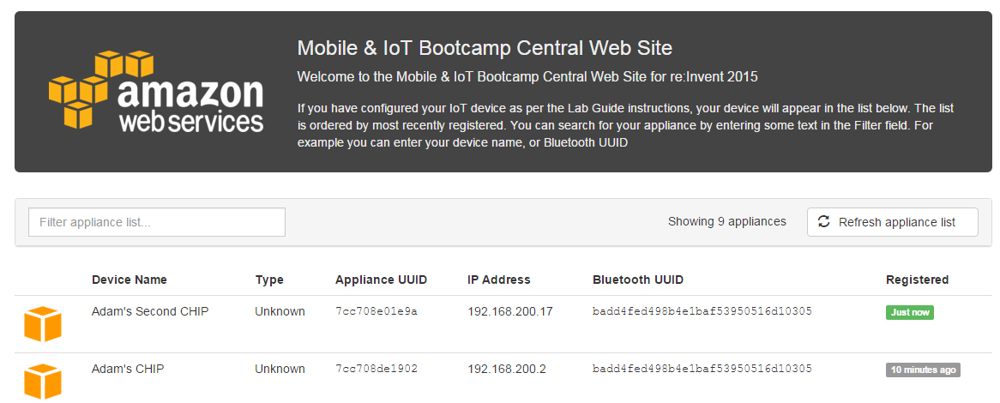 amazon
web services
Mobile & IoT Bootcamp Central Web Site
Welcome to the Mobile & IoT Bootcamp Central Web Site for re:Invent 2015
If you have configured your IoT device as per the Lab Guide instructions, your device will appear in the list below. The list
is ordered by most recently registered. You can search for your appliance by entering some text in the Filter field. For
example you can enter your device name, or Bluetooth UUID
Filter appliance list... Showing 9 appliances Refresh appliance list
Device Name Type Appliance UUID IP Address Bluetooth UUID Registered
Adam's Second CHIP Unknown 7cc708e01e9a 192.168.200.17 badd4fed498b4e1baf53950516d10305 Just now
Adam's CHIP Unknown 7cc708de1902 192.168.200.2 badd4fed498b4e1baf53950516d10305 10 minutes ago